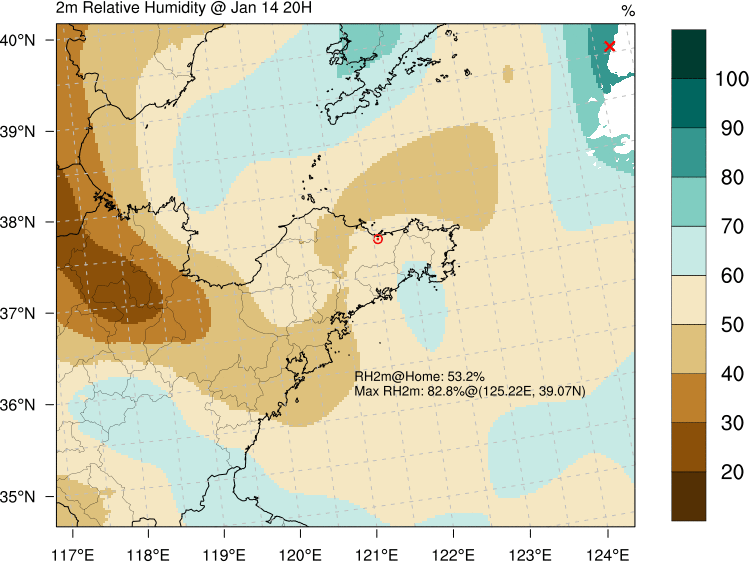 2m Relative Humidity @ Jan 14 20H
%
40°N
39°N
38°N
37°N
36°N
35°N
117°E
118°E
119°E
120°E
121°E
122°E
123°E
124°E
RH2m@Home: 53.2%
Max RH2m: 82.8%@(125.22E, 39.07N)
100
90
80
70
60
50
40
30
20